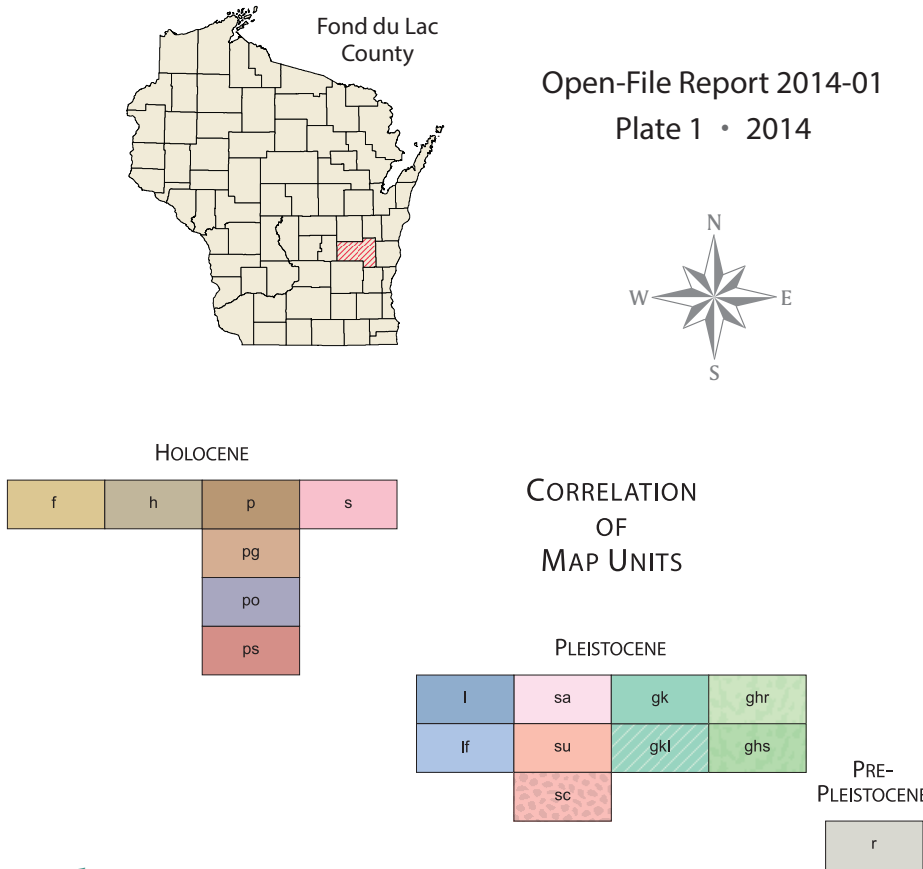 Fond du Lac
County
Open-File Report 2014-01
Plate 1 • 2014
N
W E
S
HOLOCENE
f h p s
pg
po
ps
CORRELATION
OF
MAP UNITS
PLEISTOCENE
l sa gk ghr
lf su gkl ghs
sc
PRE-
PLEISTOCENE
r